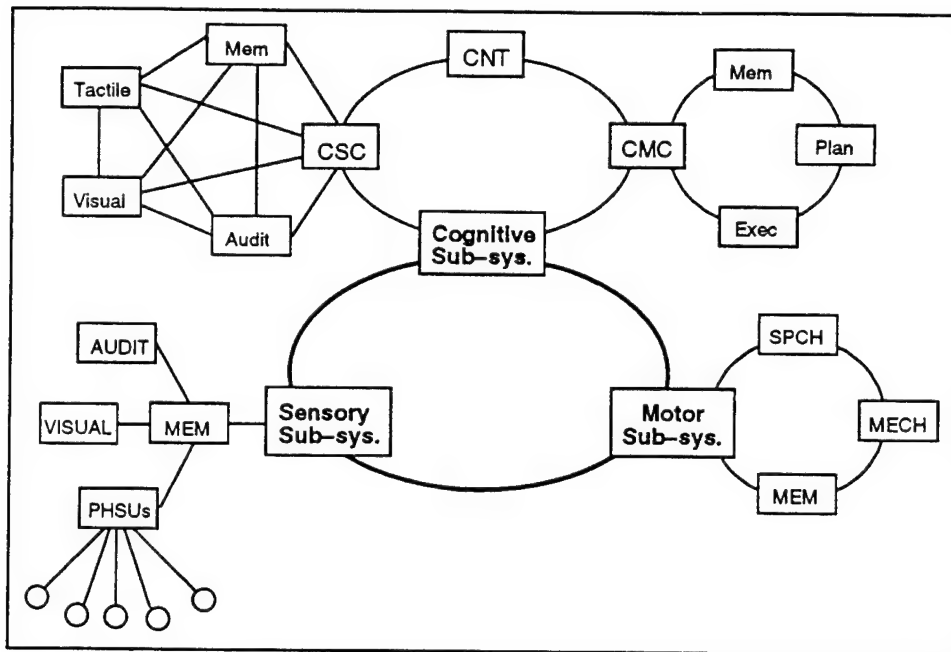 Mem
CNT
Mem
Tactile
CSC
CMC
Plan
Visual
Audit
Exec
Cognitive
Sub-sys.
AUDIT
SPCH
VISUAL
MEM
Sensory
Sub-sys.
Motor
Sub-sys.
MECH
PHSUs
MEM